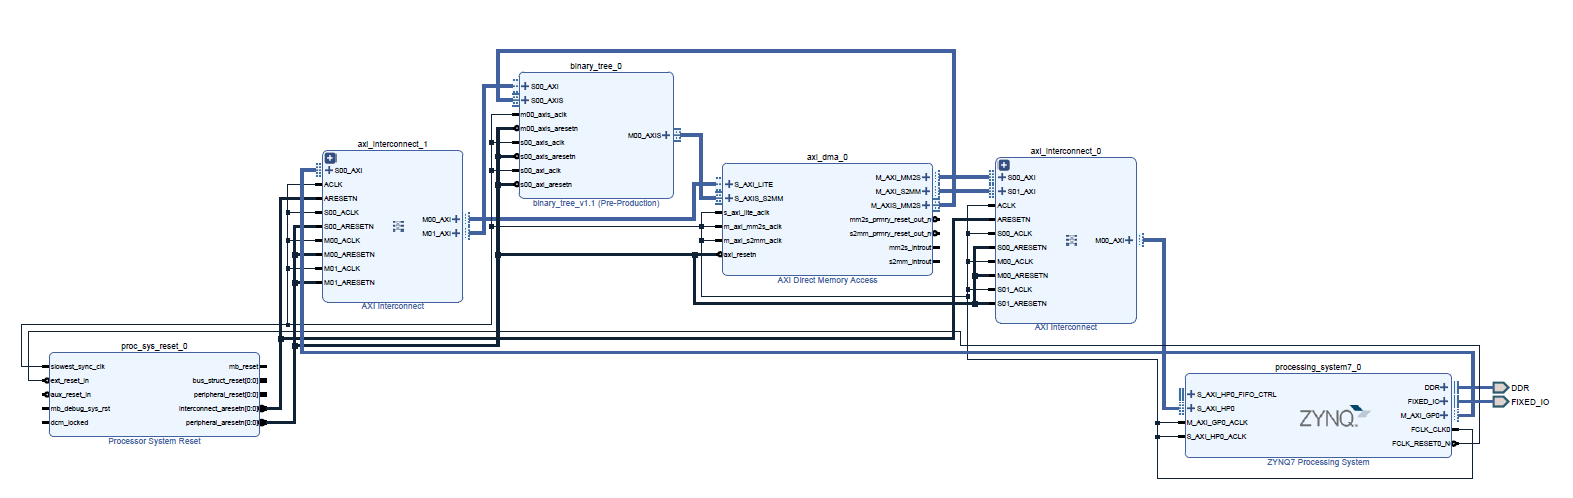 binary_tree_0
S00_AXI
S00_AXIS
m00_axis_aclk
m00_axis_aresetn
s00_axis_aclk
s00_axis_aresetn
s00_axi_aclk
s00_axi_aresetn
M00_AXIS
binary_tree_v1.1 (Pre-Production)
axi_interconnect_1
S00_AXI
ACLK
ARESETN
S00_ACLK
S00_ARESETN
M00_ACLK
M00_ARESETN
M01_ACLK
M01_ARESETN
M00_AXI
M01_AXI
AXI Interconnect
axi_dma_0
S_AXI_LITE
S_AXIS_S2MM
s_axi_lite_aclk
m_axi_mm2s_aclk
m_axi_s2mm_aclk
axi_resetn
M_AXI_MM2S
M_AXI_S2MM
M_AXIS_MM2S
mm2s_prmry_reset_out_n
s2mm_prmry_reset_out_n
mm2s_introut
s2mm_introut
AXI Direct Memory Access
axi_interconnect_0
S00_AXI
S01_AXI
ACLK
ARESETN
S00_ACLK
S00_ARESETN
M00_ACLK
M00_ARESETN
S01_ACLK
S01_ARESETN
M00_AXI
AXI Interconnect
proc_sys_reset_0
slowest_sync_clk
ext_reset_in
aux_reset_in
mb_debug_sys_rst
dcm_locked
mb_reset
bus_struct_reset[0:0]
peripheral_reset[0:0]
interconnect_aresetn[0:0]
peripheral_aresetn[0:0]
Processor System Reset
processing_system7_0
S_AXI_HP0_FIFO_CTRL
S_AXI_HP0
M_AXI_GP0_ACLK
S_AXI_HP0_ACLK
ZYNQ
DDR
FIXED_IO
M_AXI_GP0
FCLK_CLK0
FCLK_RESET0_N
ZYNQ7 Processing System
DDR
FIXED_IO